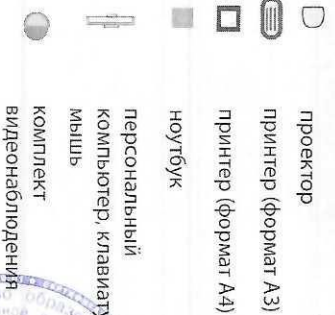 проектор
принтер (формат А3)
принтер (формат А4)
ноутбук
персональный
компьютер, клавиату
мышь
комплект
видеонаблюдения